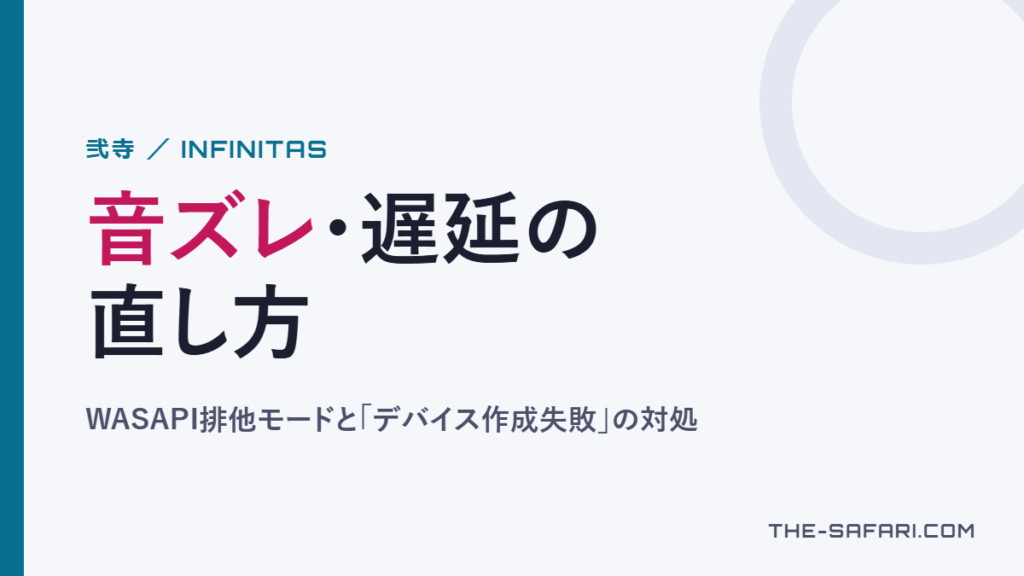 弐寺 ／ INFINITAS
音ズレ・遅延の
直し方
WASAPI排他モードと「デバイス作成失敗」の対処
THE-SAFARI.COM